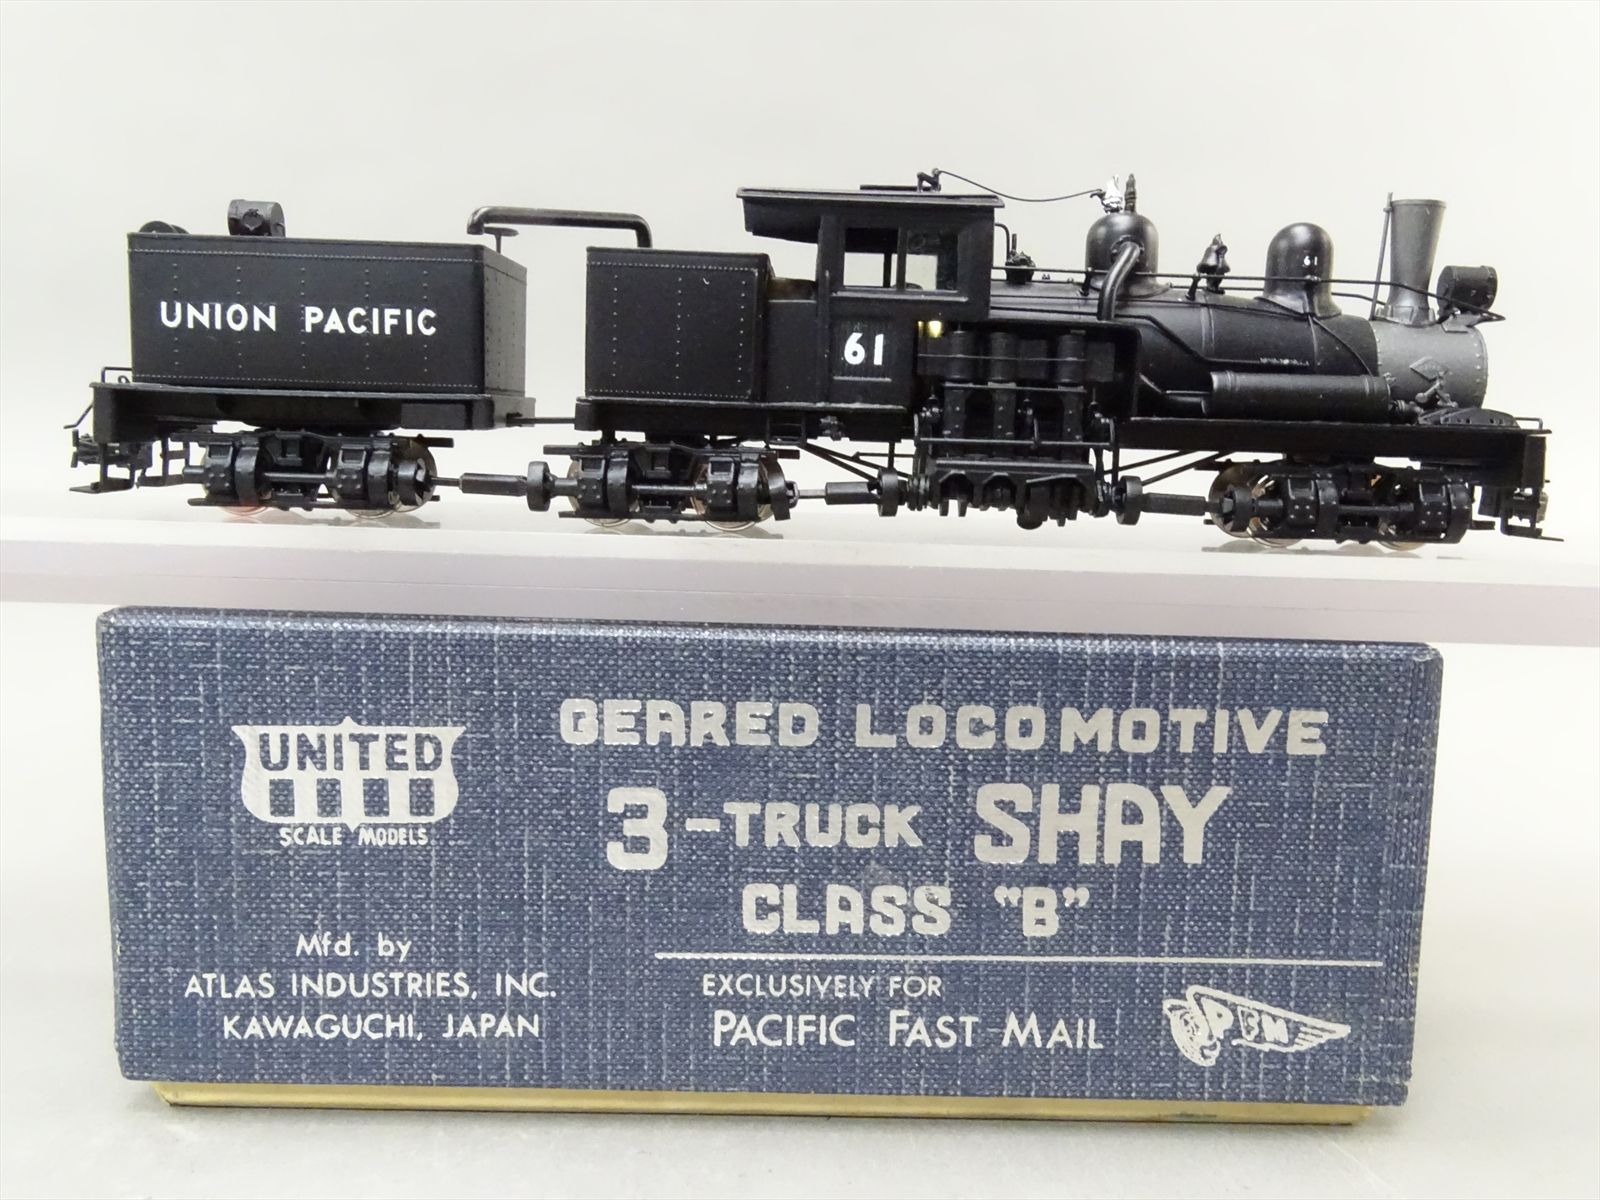 UNION PACIFIC
61
61
UNITED
SCALE MODELS
GEARED LOCOMOTIVE
3-TRUCK SHAY
CLASS "B"
Mfd. by
ATLAS INDUSTRIES, INC.
KAWAGUCHI, JAPAN
EXCLUSIVELY FOR
PACIFIC FAST MAIL